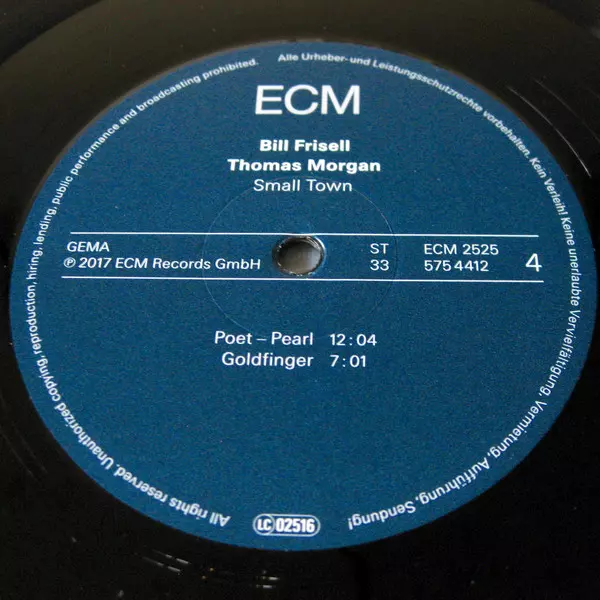 All rights reserved. Unauthorized copying, reproduction, hiring, lending, public performance and broadcasting prohibited.
Alle Urheber- und Leistungsschutzrechte vorbehalten. Kein Verleih! Keine unerlaubte Vervielfältigung, Vermietung, Aufführung, Sendung!
ECM
Bill Frisell
Thomas Morgan
Small Town
GEMA ST ECM 2525
℗ 2017 ECM Records GmbH 33 575 4412 4
Poet – Pearl 12:04
Goldfinger 7:01
LC 02516